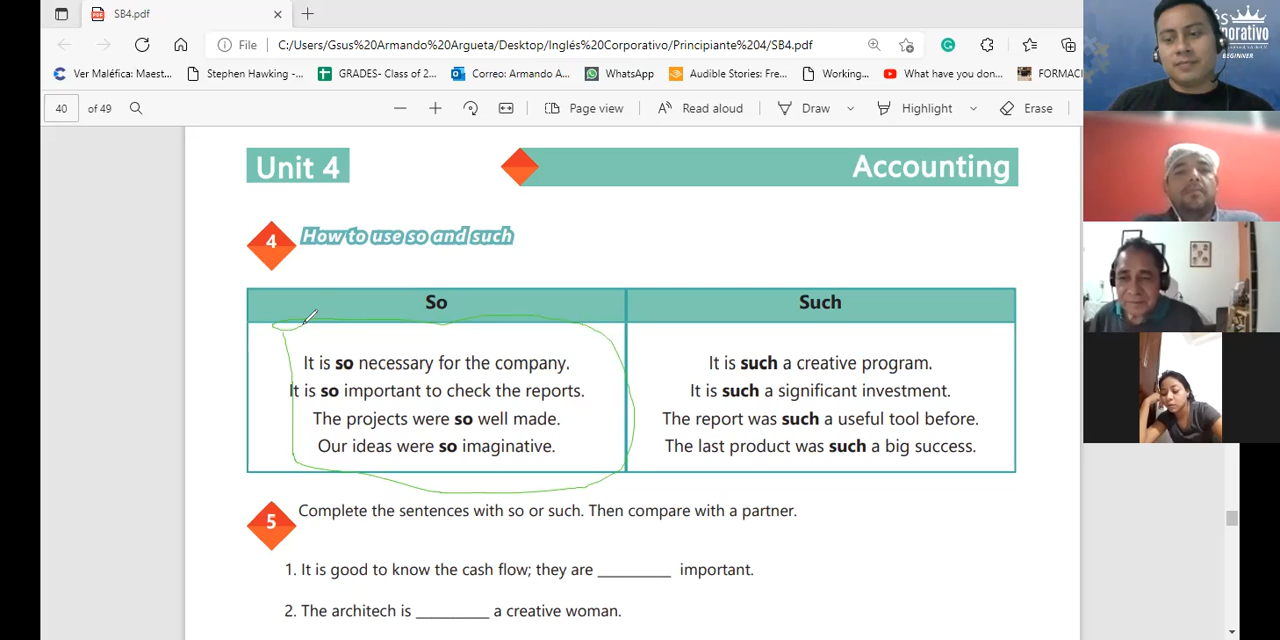 SB4.pdf
File C:/Users/Gsus%20Armando%20Argueta/Desktop/Inglés%20Corporativo/Principiante%204/SB4.pdf
Ver Maléfica: Maest... Stephen Hawking -... GRADES- Class of 2... Correo: Armando A... WhatsApp Audible Stories: Fre... Working... What have you don... FORMACI
40 of 49 Page view Read aloud Draw Highlight Erase
Unit 4 Accounting
4 How to use so and such
So Such
It is so necessary for the company. It is such a creative program.
It is so important to check the reports. It is such a significant investment.
The projects were so well made. The report was such a useful tool before.
Our ideas were so imaginative. The last product was such a big success.
5 Complete the sentences with so or such. Then compare with a partner.
1. It is good to know the cash flow; they are _________ important.
2. The architech is _________ a creative woman.
BEGINNER